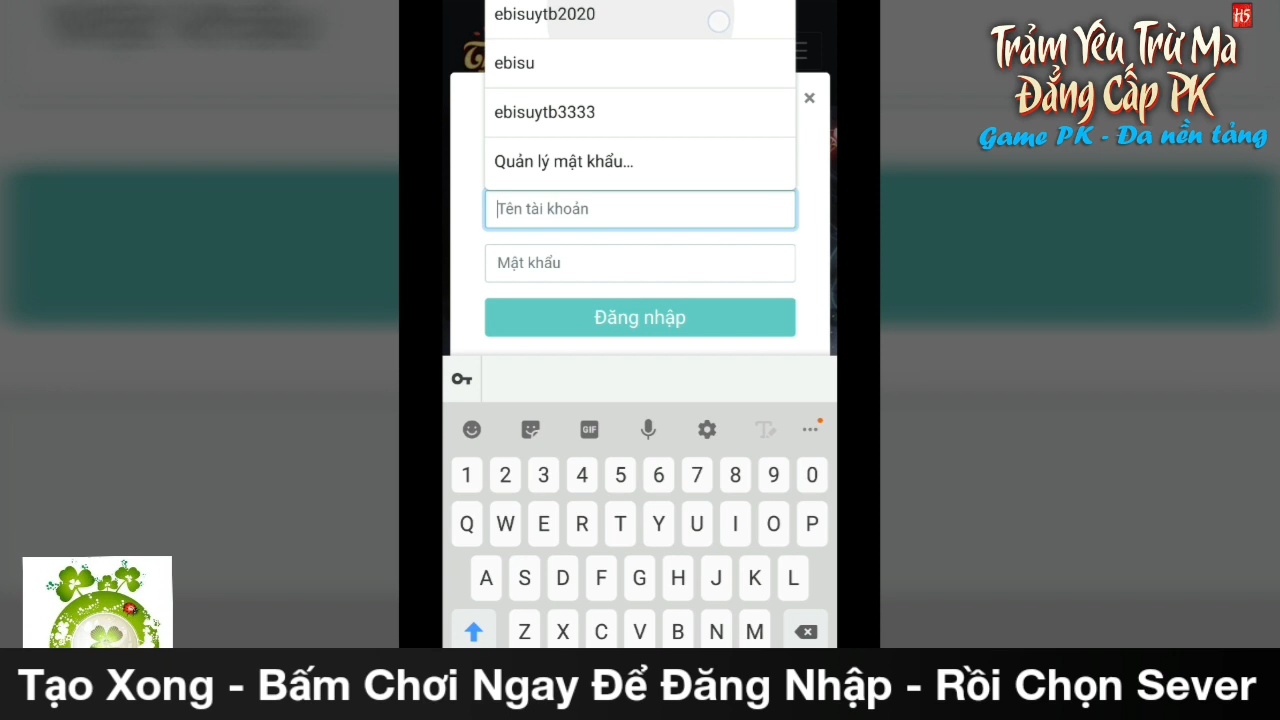 ebisuytb2020
ebisu
ebisuytb3333
Quản lý mật khẩu...
Tên tài khoản
Mật khẩu
Đăng nhập
×
H5
Trảm Yêu Trừ Ma
Đẳng Cấp PK
Game PK - Đa nền tảng
GIF
1 2 3 4 5 6 7 8 9 0
Q W E R T Y U I O P
A S D F G H J K L
Z X C V B N M
Tạo Xong - Bấm Chơi Ngay Để Đăng Nhập - Rồi Chọn Sever